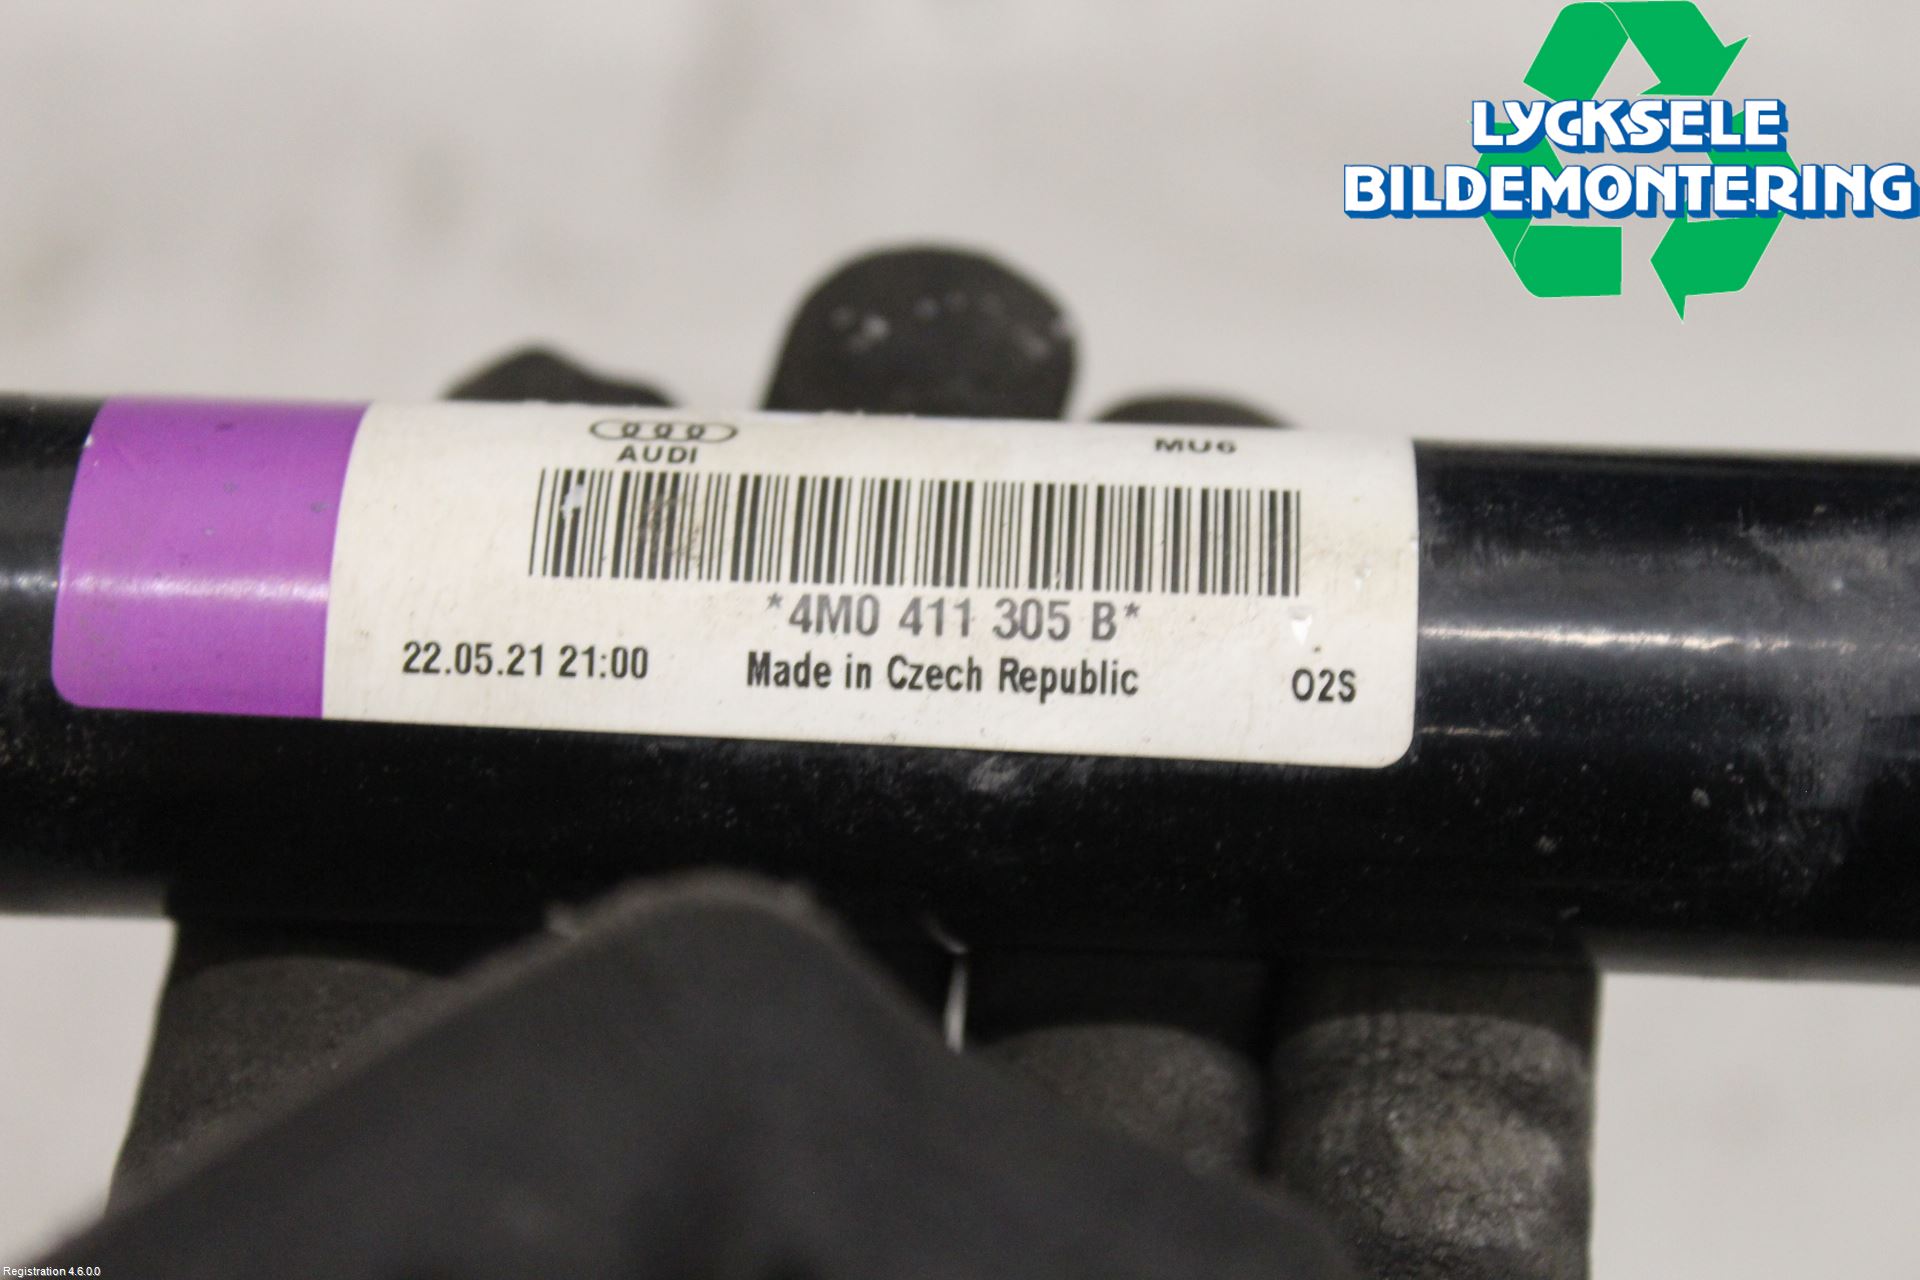 LYCKSELE
BILDEMONTERING
AUDI
MU6
*4M0 411 305 B*
22.05.21 21:00
Made in Czech Republic
02S
Registration 4.6.0.0